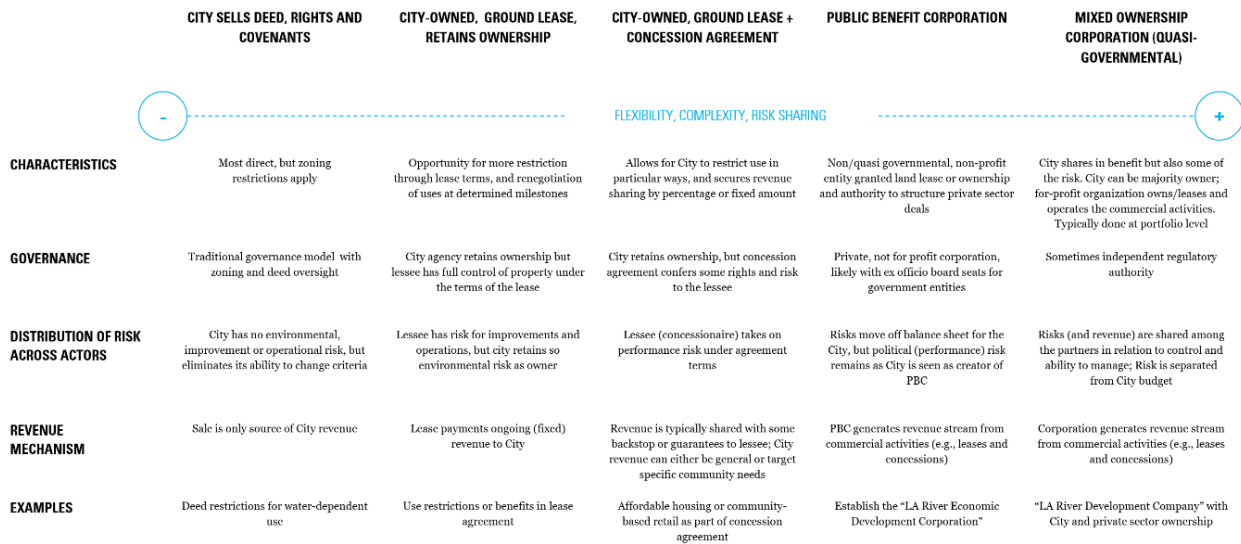 CITY SELLS DEED, RIGHTS AND
COVENANTS
CITY-OWNED, GROUND LEASE,
RETAINS OWNERSHIP
CITY-OWNED, GROUND LEASE +
CONCESSION AGREEMENT
PUBLIC BENEFIT CORPORATION
MIXED OWNERSHIP
CORPORATION (QUASI-
GOVERNMENTAL)
-
FLEXIBILITY, COMPLEXITY, RISK SHARING
+
CHARACTERISTICS
Most direct, but zoning
restrictions apply
Opportunity for more restriction
through lease terms, and renegotiation
of uses at determined milestones
Allows for City to restrict use in
particular ways, and secures revenue
sharing by percentage or fixed amount
Non/quasi governmental, non-profit
entity granted land lease or ownership
and authority to structure private sector
deals
City shares in benefit but also some of
the risk. City can be majority owner;
for-profit organization owns/leases and
operates the commercial activities.
Typically done at portfolio level
GOVERNANCE
Traditional governance model with
zoning and deed oversight
City agency retains ownership but
lessee has full control of property under
the terms of the lease
City retains ownership, but concession
agreement confers some rights and risk
to the lessee
Private, not for profit corporation,
likely with ex officio board seats for
government entities
Sometimes independent regulatory
authority
DISTRIBUTION OF RISK
ACROSS ACTORS
City has no environmental,
improvement or operational risk, but
eliminates its ability to change criteria
Lessee has risk for improvements and
operations, but city retains so
environmental risk as owner
Lessee (concessionaire) takes on
performance risk under agreement
terms
Risks move off balance sheet for the
City, but political (performance) risk
remains as City is seen as creator of
PBC
Risks (and revenue) are shared among
the partners in relation to control and
ability to manage; Risk is separated
from City budget
REVENUE
MECHANISM
Sale is only source of City revenue
Lease payments ongoing (fixed)
revenue to City
Revenue is typically shared with some
backstop or guarantees to lessee; City
revenue can either be general or target
specific community needs
PBC generates revenue stream from
commercial activities (e.g., leases and
concessions)
Corporation generates revenue stream
from commercial activities (e.g., leases
and concessions)
EXAMPLES
Deed restrictions for water-dependent
use
Use restrictions or benefits in lease
agreement
Affordable housing or community-
based retail as part of concession
agreement
Establish the “LA River Economic
Development Corporation”
“LA River Development Company” with
City and private sector ownership